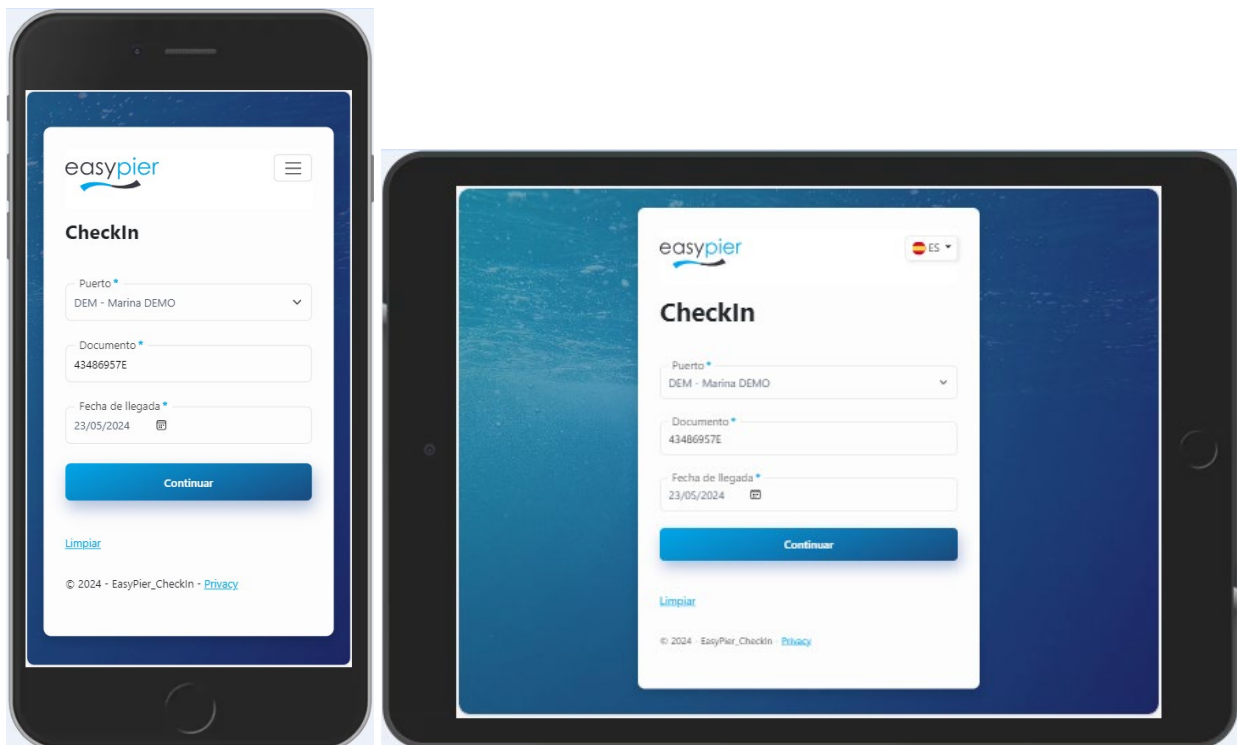 easypier
CheckIn
Puerto *
DEM - Marina DEMO
Documento *
43486957E
Fecha de llegada *
23/05/2024
Continuar
Limpiar
© 2024 - EasyPier_CheckIn - Privacy
easypier
ES
CheckIn
Puerto *
DEM - Marina DEMO
Documento *
43486957E
Fecha de llegada *
23/05/2024
Continuar
Limpiar
© 2024 - EasyPier_CheckIn - Privacy